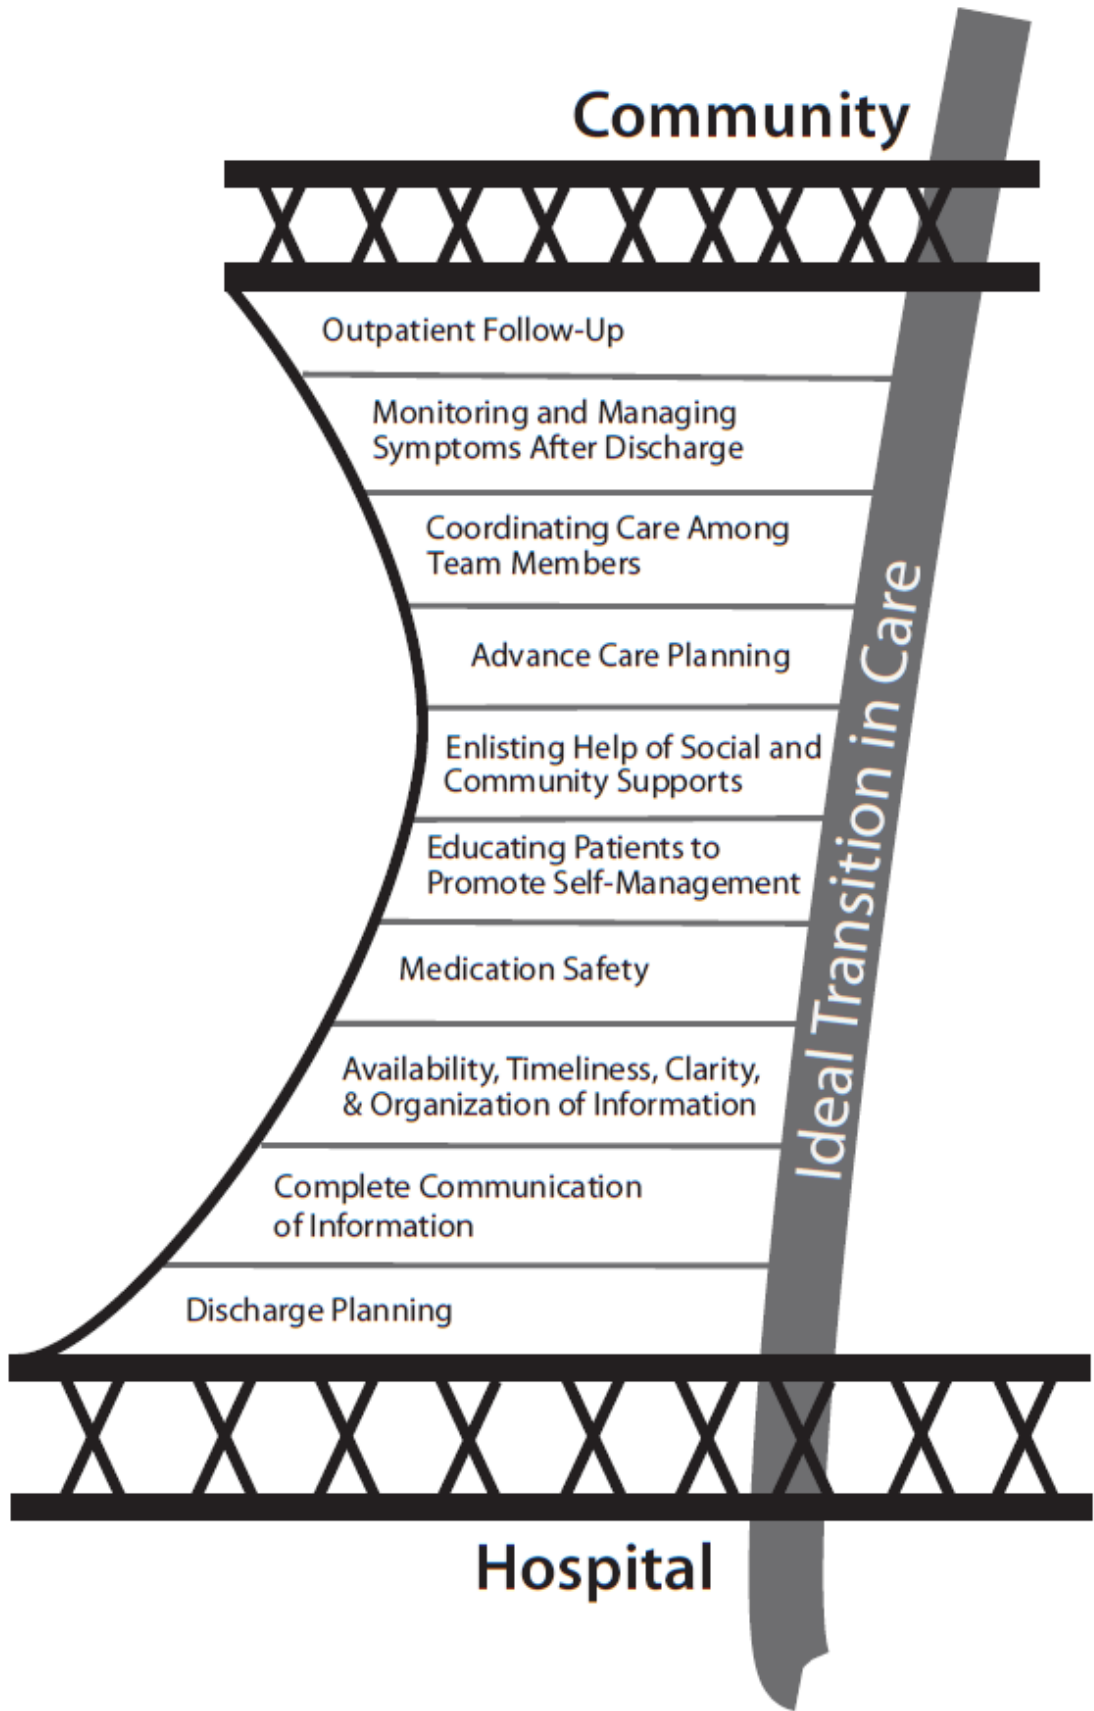 Community
Outpatient Follow-Up
Monitoring and Managing
Symptoms After Discharge
Coordinating Care Among
Team Members
Advance Care Planning
Enlisting Help of Social and
Community Supports
Educating Patients to
Promote Self-Management
Medication Safety
Availability, Timeliness, Clarity,
& Organization of Information
Complete Communication
of Information
Discharge Planning
Ideal Transition in Care
Hospital